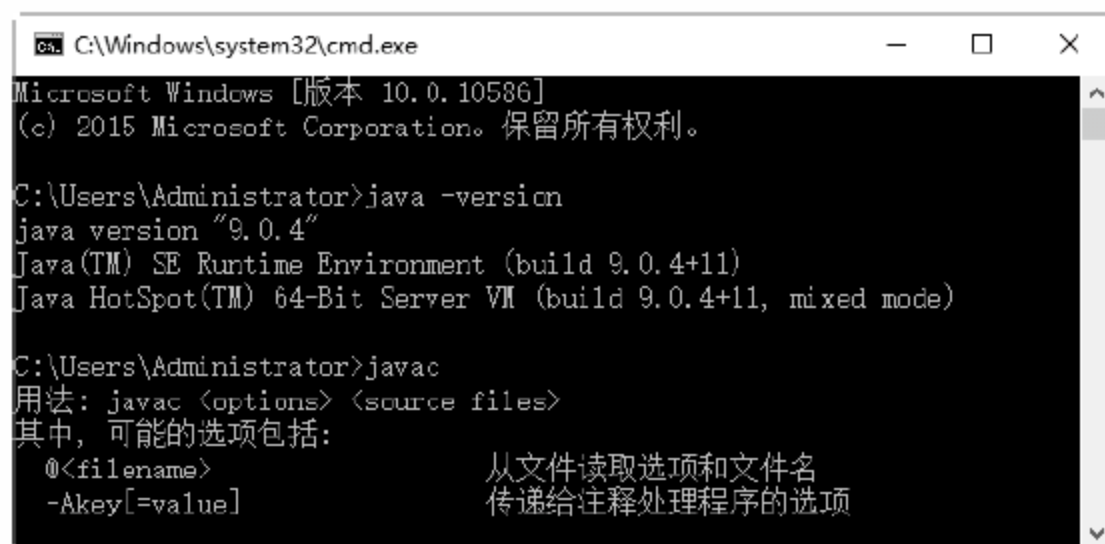 C:\Windows\system32\cmd.exe
Microsoft Windows [版本 10.0.10586]
(c) 2015 Microsoft Corporation。保留所有权利。
C:\Users\Administrator>java -version
java version "9.0.4"
Java(TM) SE Runtime Environment (build 9.0.4+11)
Java HotSpot(TM) 64-Bit Server VM (build 9.0.4+11, mixed mode)
C:\Users\Administrator>javac
用法: javac <options> <source files>
其中, 可能的选项包括:
@<filename> 从文件读取选项和文件名
-Akey[=value] 传递给注释处理程序的选项